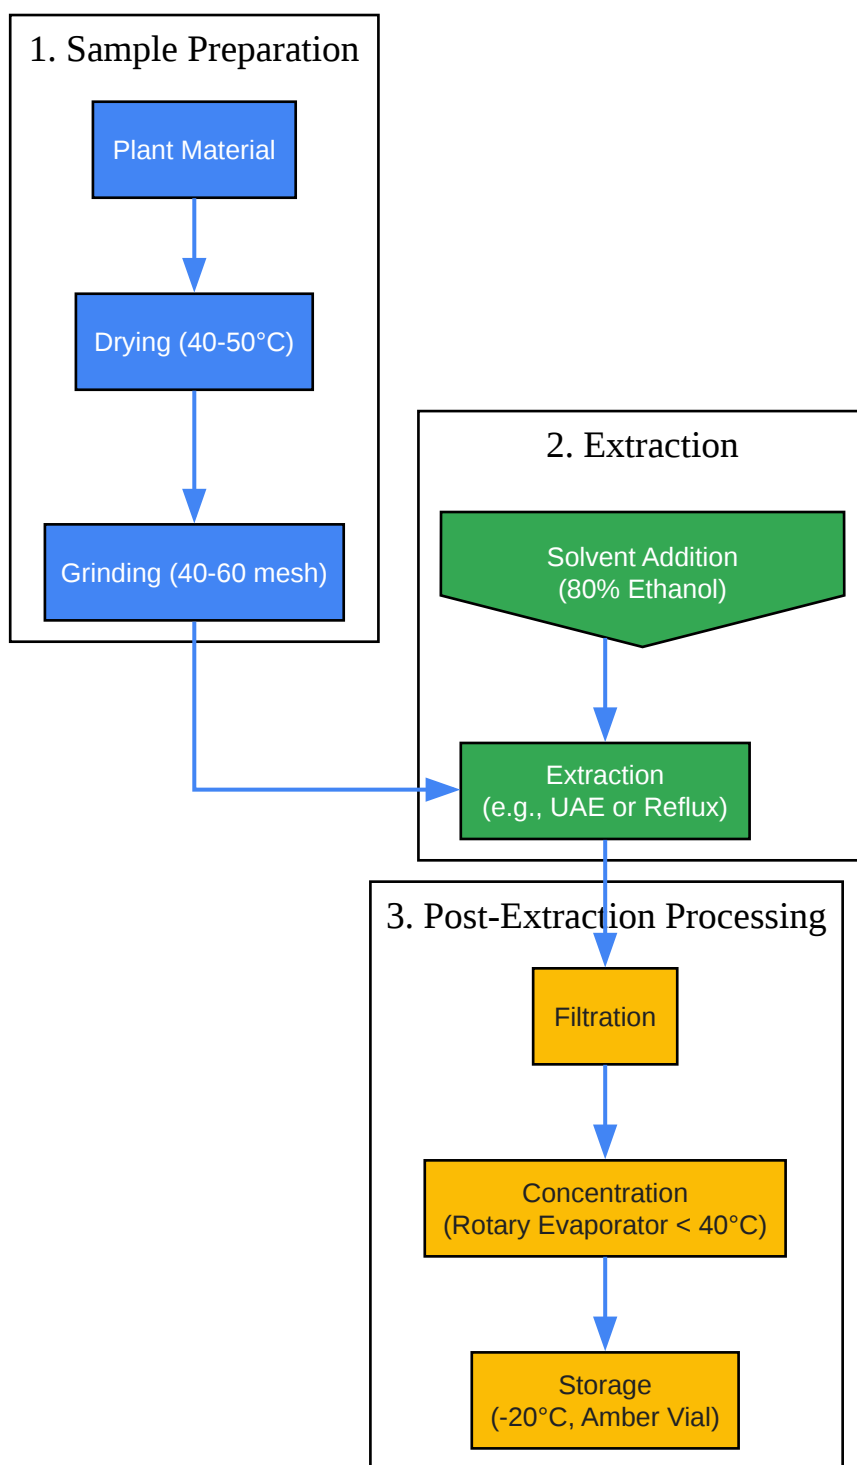 1. Sample Preparation
Plant Material
Drying (40-50°C)
Grinding (40-60 mesh)
2. Extraction
Solvent Addition
(80% Ethanol)
Extraction
(e.g., UAE or Reflux)
3. Post-Extraction Processing
Filtration
Concentration
(Rotary Evaporator < 40°C)
Storage
(-20°C, Amber Vial)